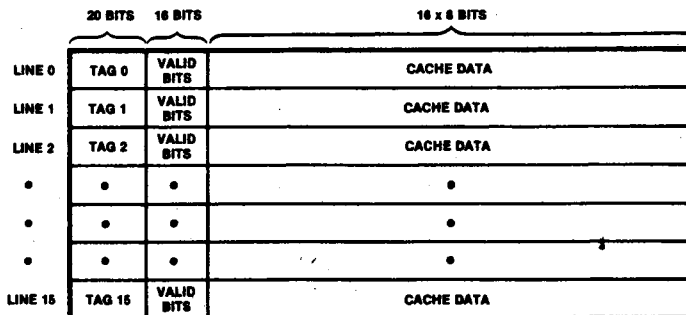 20 BITS 16 BITS 16 x 8 BITS
LINE 0 TAG 0 VALID BITS CACHE DATA
LINE 1 TAG 1 VALID BITS CACHE DATA
LINE 2 TAG 2 VALID BITS CACHE DATA
• • • •
• • • •
• • • •
LINE 15 TAG 15 VALID BITS CACHE DATA